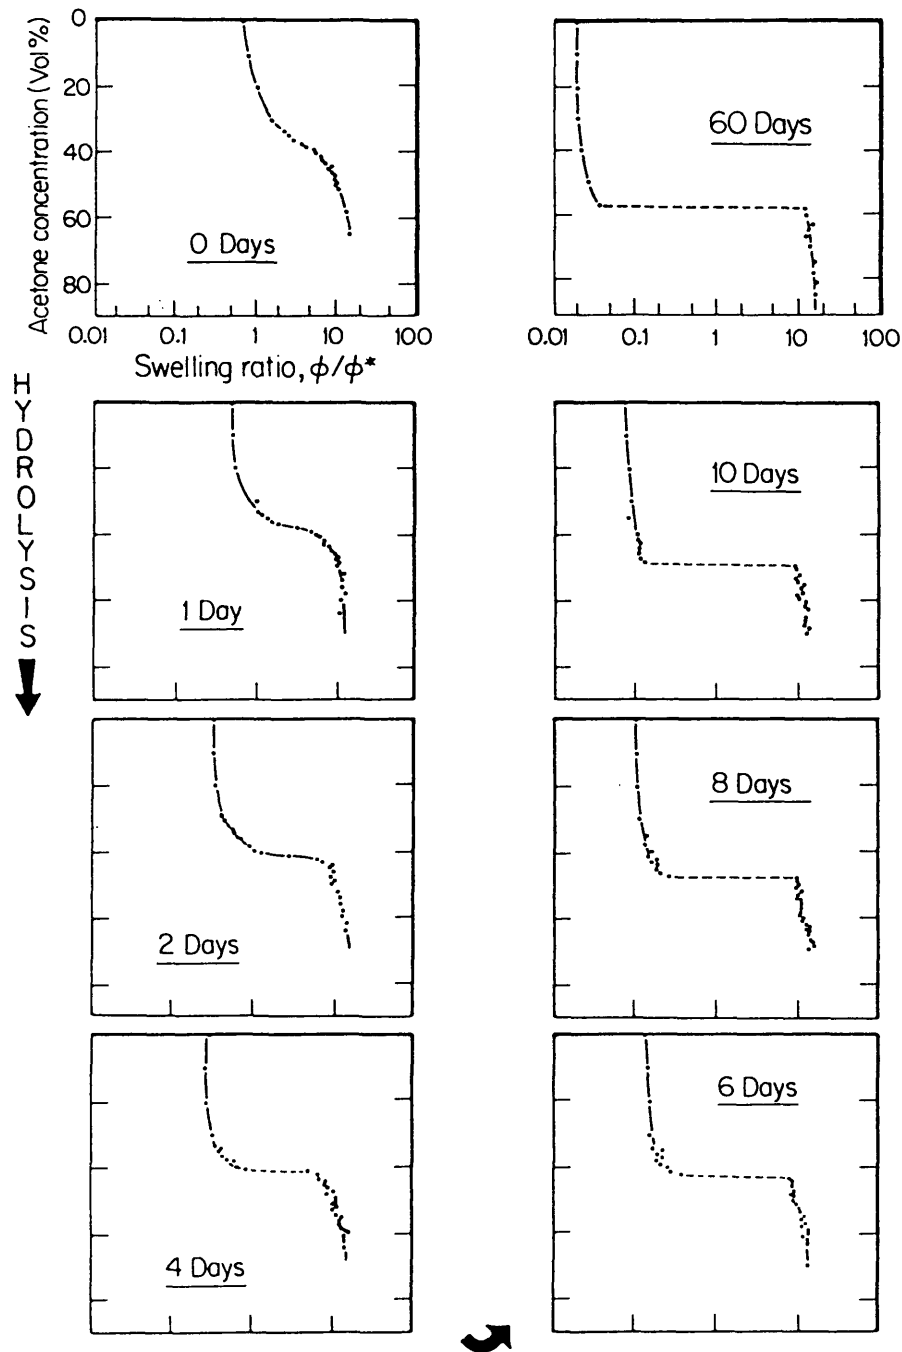 Acetone concentration (Vol %)
0
20
40
60
80
0 Days
0.01 0.1 1 10 100
Swelling ratio, φ/φ*
60 Days
0.01 0.1 1 10 100
HYDROLYSIS
1 Day
10 Days
2 Days
8 Days
4 Days
6 Days